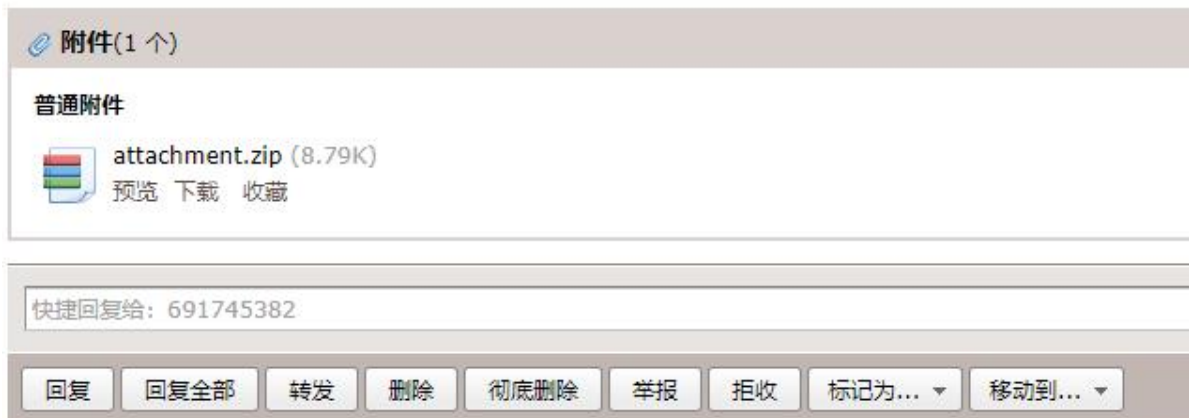 附件(1 个)
普通附件
attachment.zip (8.79K)
预览 下载 收藏
快捷回复给: 691745382
回复 回复全部 转发 删除 彻底删除 举报 拒收 标记为... 移动到...